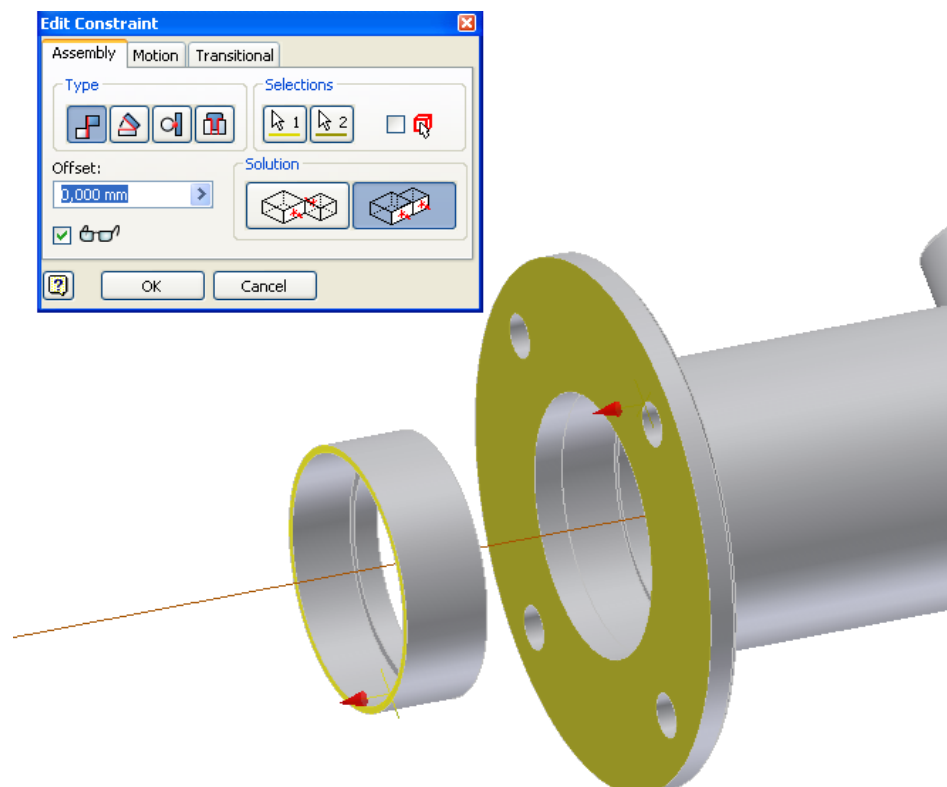 Edit Constraint
Assembly Motion Transitional
Type
Selections
1 2
Offset:
Solution
0,000 mm
OK Cancel